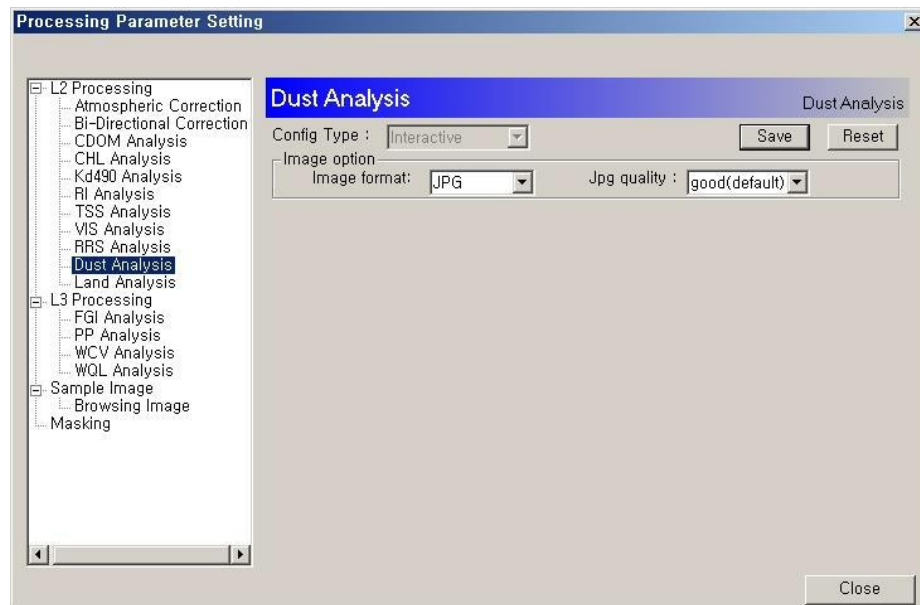 Processing Parameter Setting
L2 Processing
Atmospheric Correction
Bi-Directional Correction
CDOM Analysis
CHL Analysis
Kd490 Analysis
RI Analysis
TSS Analysis
VIS Analysis
RRS Analysis
Dust Analysis
Land Analysis
L3 Processing
FGI Analysis
PP Analysis
WCV Analysis
WQL Analysis
Sample Image
Browsing Image
Masking
Dust Analysis
Dust Analysis
Config Type : Interactive
Save Reset
Image option
Image format: JPG Jpg quality : good(default)
Close